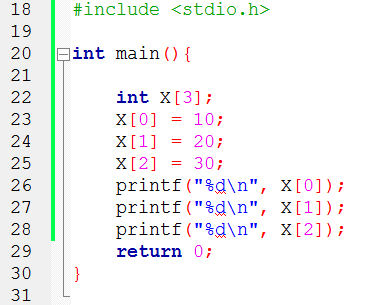 18 #include <stdio.h>
19
20 int main(){
21
22 int X[3];
23 X[0] = 10;
24 X[1] = 20;
25 X[2] = 30;
26 printf("%d\n", X[0]);
27 printf("%d\n", X[1]);
28 printf("%d\n", X[2]);
29 return 0;
30 }
31